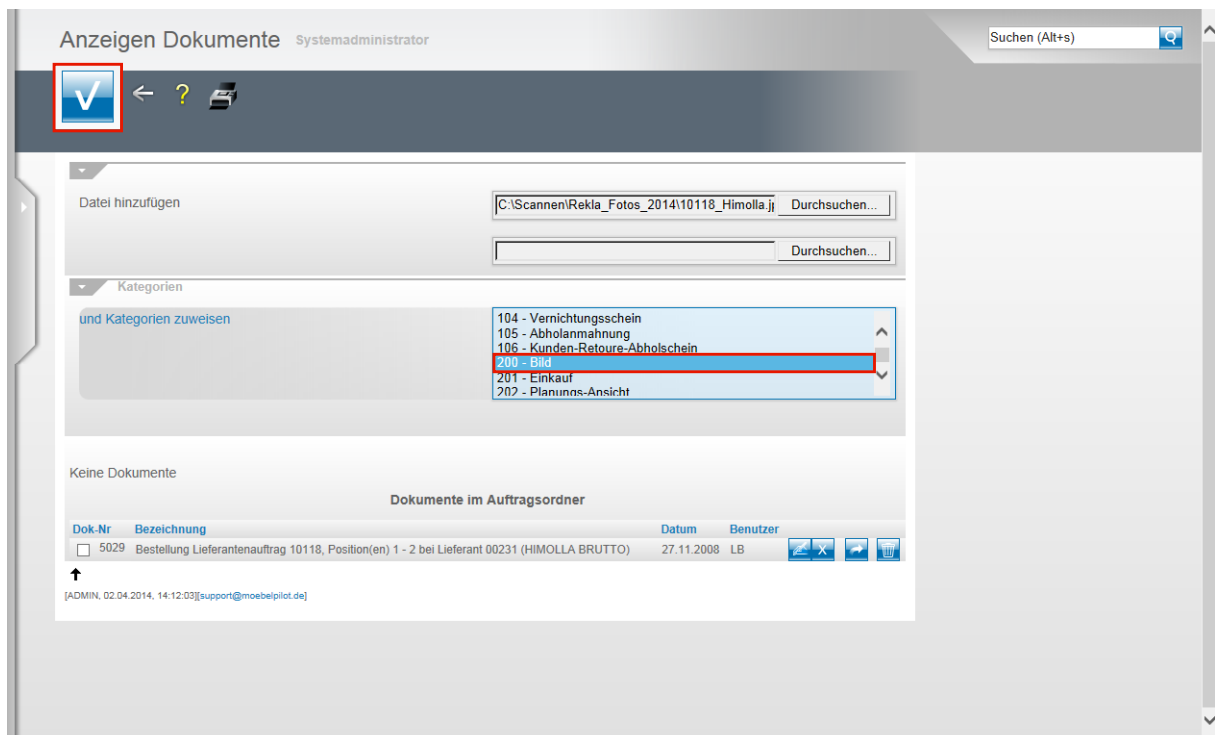 Anzeigen Dokumente Systemadministrator
Suchen (Alt+s)
?
Datei hinzufügen
C:\Scannen\Rekla_Fotos_2014\10118_Himolla.j
Durchsuchen...
Durchsuchen...
Kategorien
und Kategorien zuweisen
104 - Vernichtungsschein
105 - Abholanmahnung
106 - Kunden-Retoure-Abholschein
200 - Bild
201 - Einkauf
202 - Planungs-Ansicht
Keine Dokumente
Dokumente im Auftragsordner
Dok-Nr Bezeichnung Datum Benutzer
5029 Bestellung Lieferantenauftrag 10118, Position(en) 1 - 2 bei Lieferant 00231 (HIMOLLA BRUTTO) 27.11.2008 LB X
[ADMIN, 02.04.2014, 14:12:03][support@moebelpilot.de]